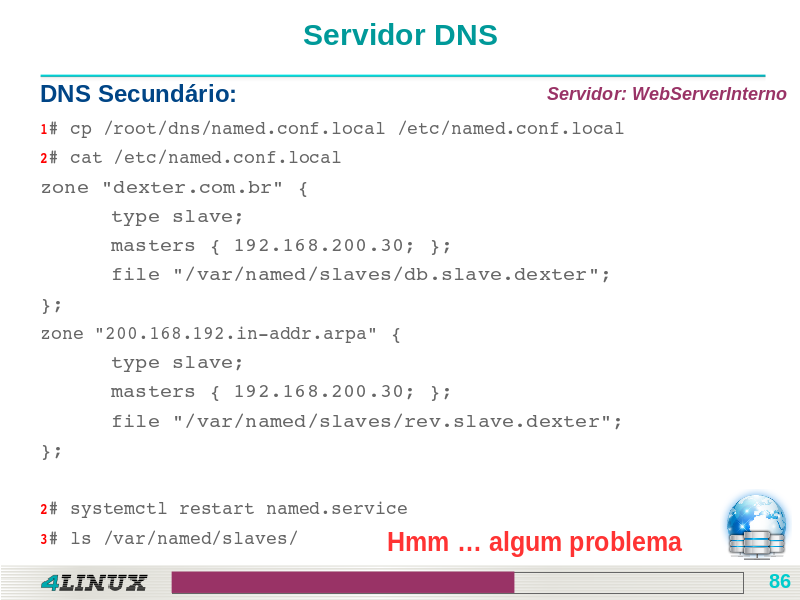 Servidor DNS
DNS Secundário:
Servidor: WebServerInterno
1# cp /root/dns/named.conf.local /etc/named.conf.local
2# cat /etc/named.conf.local
zone "dexter.com.br" {
type slave;
masters { 192.168.200.30; };
file "/var/named/slaves/db.slave.dexter";
};
zone "200.168.192.in-addr.arpa" {
type slave;
masters { 192.168.200.30; };
file "/var/named/slaves/rev.slave.dexter";
};
2# systemctl restart named.service
3# ls /var/named/slaves/
Hmm … algum problema
4LINUX
86